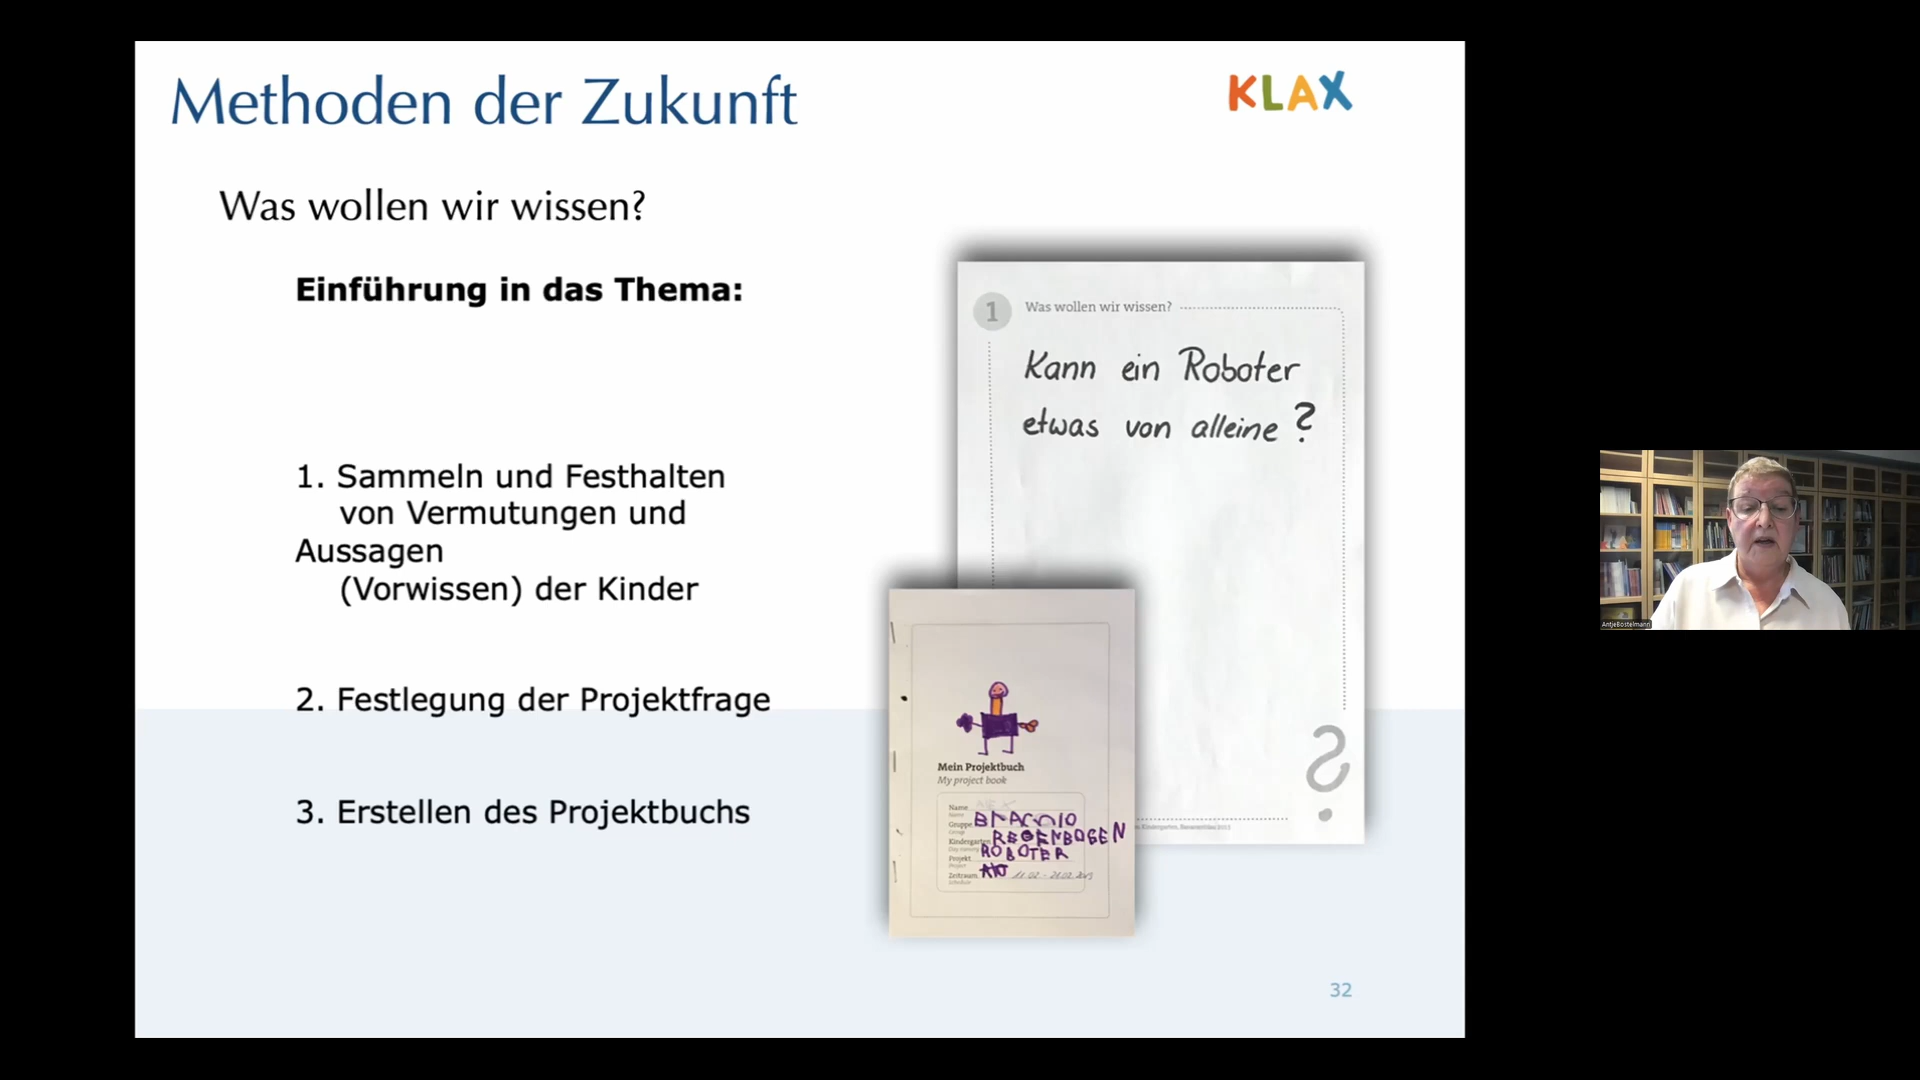 Methoden der Zukunft
KLAX
Was wollen wir wissen?
Einführung in das Thema:
1. Sammeln und Festhalten
von Vermutungen und
Aussagen
(Vorwissen) der Kinder
2. Festlegung der Projektfrage
3. Erstellen des Projektbuchs
1 Was wollen wir wissen?
Kann ein Roboter
etwas von alleine?
?
Mein Projektbuch
My project book
Name
Gruppe
Kindergarten REGENBOGEN
Projekt ROBOTER
Zeitraum
32
AntjeBostelmann